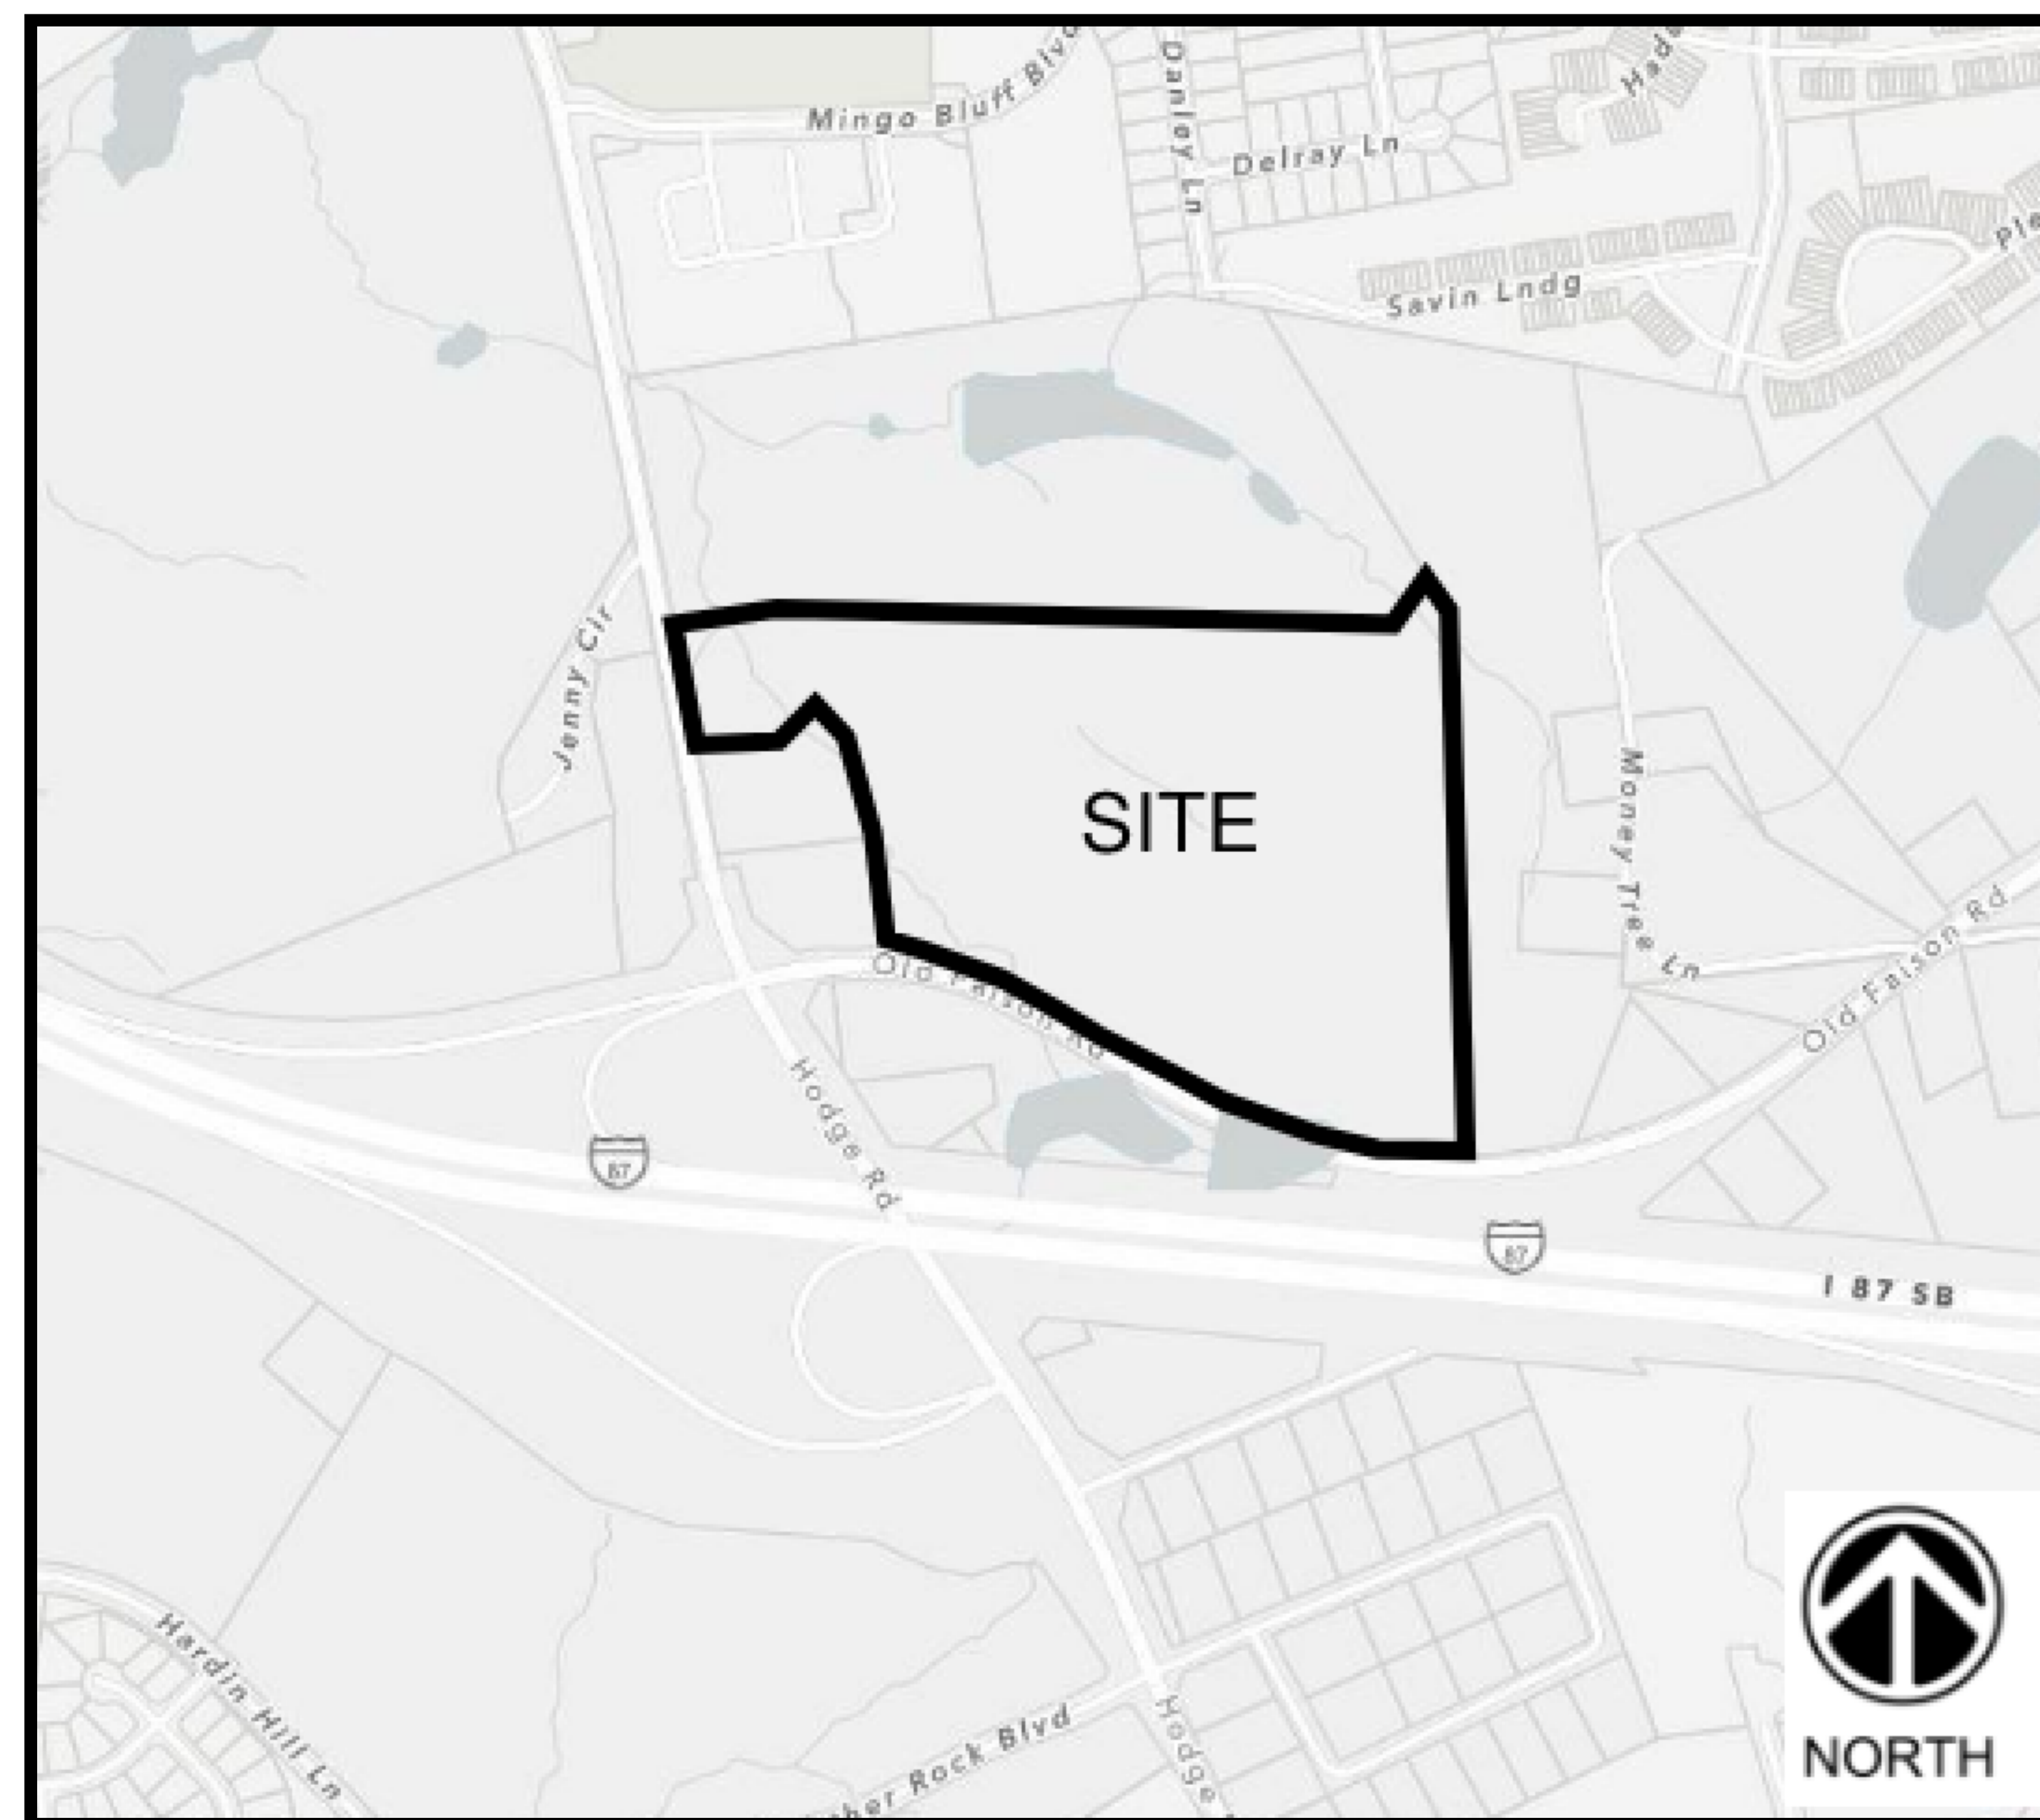 Mingo Bluff Blvd
Danley Ln
Delray Ln
Savin Lndg
Jenny Cir
SITE
Money Tree Ln
Old Faison Rd
Old Faison Rd
Hodge Rd
87
87
I 87 SB
Hardin Hill Ln
Rock Blvd
Hodge
NORTH